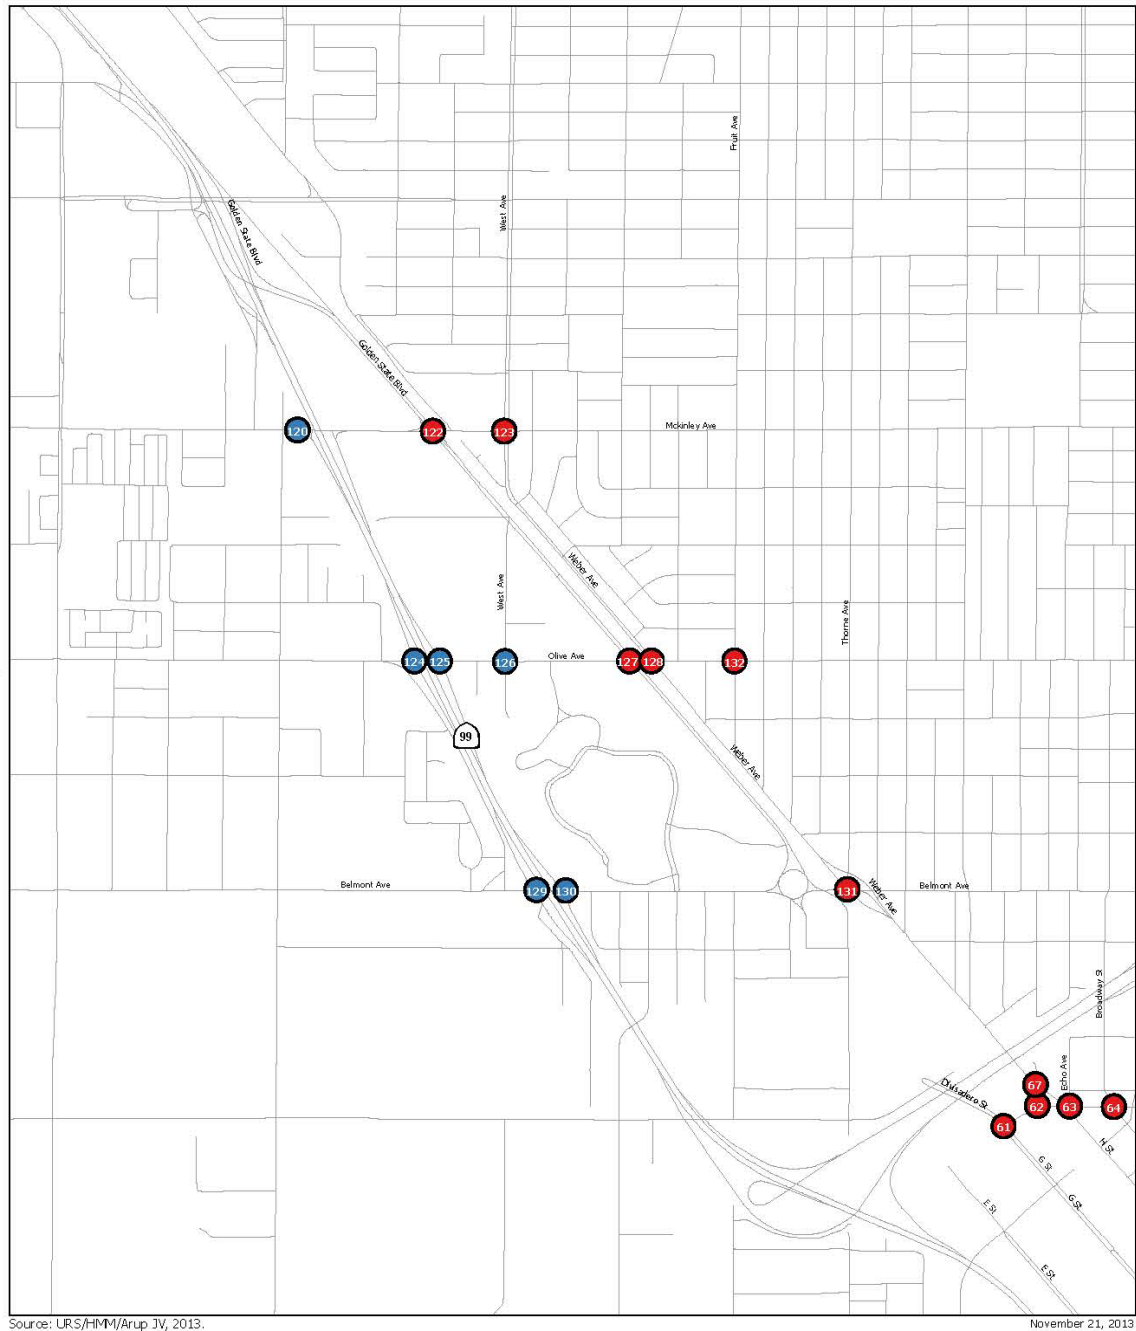 Fruit Ave
West Ave
Golden State Blvd
Golden State Blvd
120
122
123
Mckinley Ave
Weber Ave
West Ave
Thorne Ave
Olive Ave
124
125
126
127
128
132
99
Weber Ave
Belmont Ave
129
130
131
Weber Ave
Belmont Ave
Broadway St
Echo Ave
Divisadero St
67
62
63
64
61
H St
G St
G St
E St
E St
Source: URS/HMM/Arup JV, 2013.
November 21, 2013